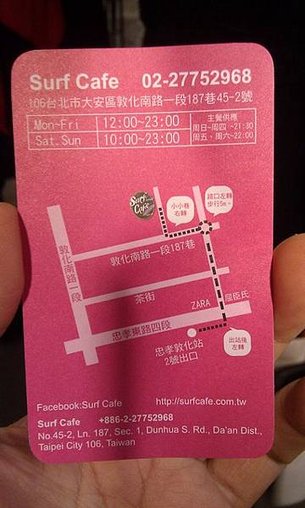 Surf Cafe 02-27752968
106台北市大安區敦化南路一段187巷45-2號
Mon-Fri 12:00~23:00 主餐供應
Sat.Sun 10:00~23:00 周日-周四 ~21:30
周五，周六~22:00
Surf Cafe
小小巷
右轉
路口左轉
步行5m。
敦化南路一段
敦化南路一段187巷
茶街
ZARA
屈臣氏
忠孝東路四段
忠孝敦化站
2號出口
出站後
左轉
Facebook:Surf Cafe http://surfcafe.com.tw
Surf Cafe +886-2-27752968
No.45-2, Ln. 187, Sec. 1, Dunhua S. Rd., Da'an Dist.,
Taipei City 106, Taiwan